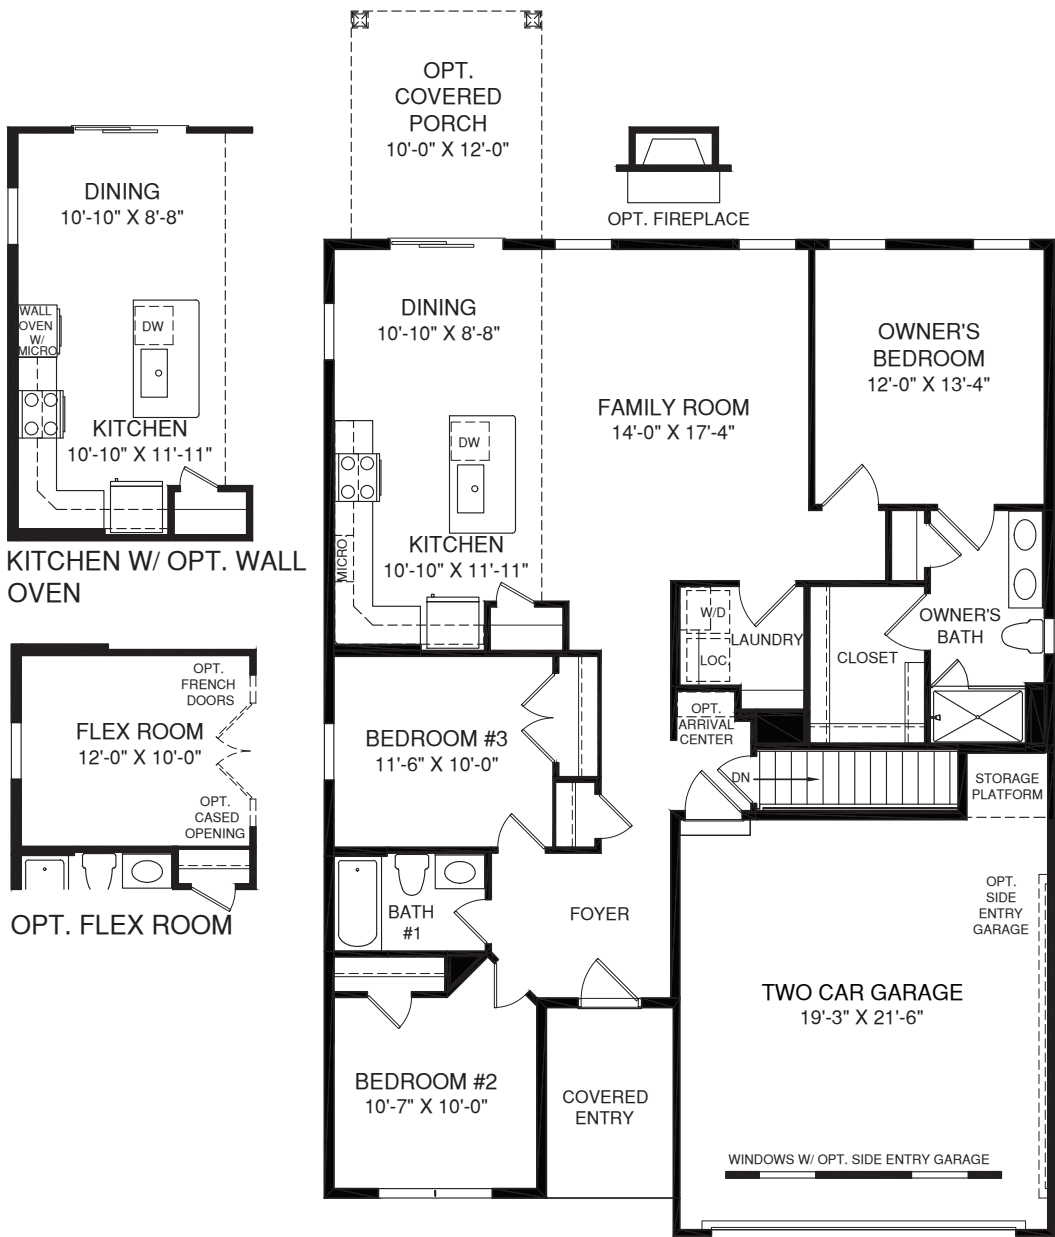 OPT.
COVERED
PORCH
10'-0" X 12'-0"
OPT. FIREPLACE
DINING
10'-10" X 8'-8"
WALL
OVEN
W/
MICRO
DW
KITCHEN
10'-10" X 11'-11"
KITCHEN W/ OPT. WALL
OVEN
OPT.
FRENCH
DOORS
FLEX ROOM
12'-0" X 10'-0"
OPT.
CASED
OPENING
OPT. FLEX ROOM
DINING
10'-10" X 8'-8"
FAMILY ROOM
14'-0" X 17'-4"
OWNER'S
BEDROOM
12'-0" X 13'-4"
DW
KITCHEN
10'-10" X 11'-11"
MICRO
W/D
LAUNDRY
LOC.
CLOSET
OWNER'S
BATH
OPT.
ARRIVAL
CENTER
DN
STORAGE
PLATFORM
BEDROOM #3
11'-6" X 10'-0"
BATH
#1
FOYER
OPT.
SIDE
ENTRY
GARAGE
TWO CAR GARAGE
19'-3" X 21'-6"
BEDROOM #2
10'-7" X 10'-0"
COVERED
ENTRY
WINDOWS W/ OPT. SIDE ENTRY GARAGE